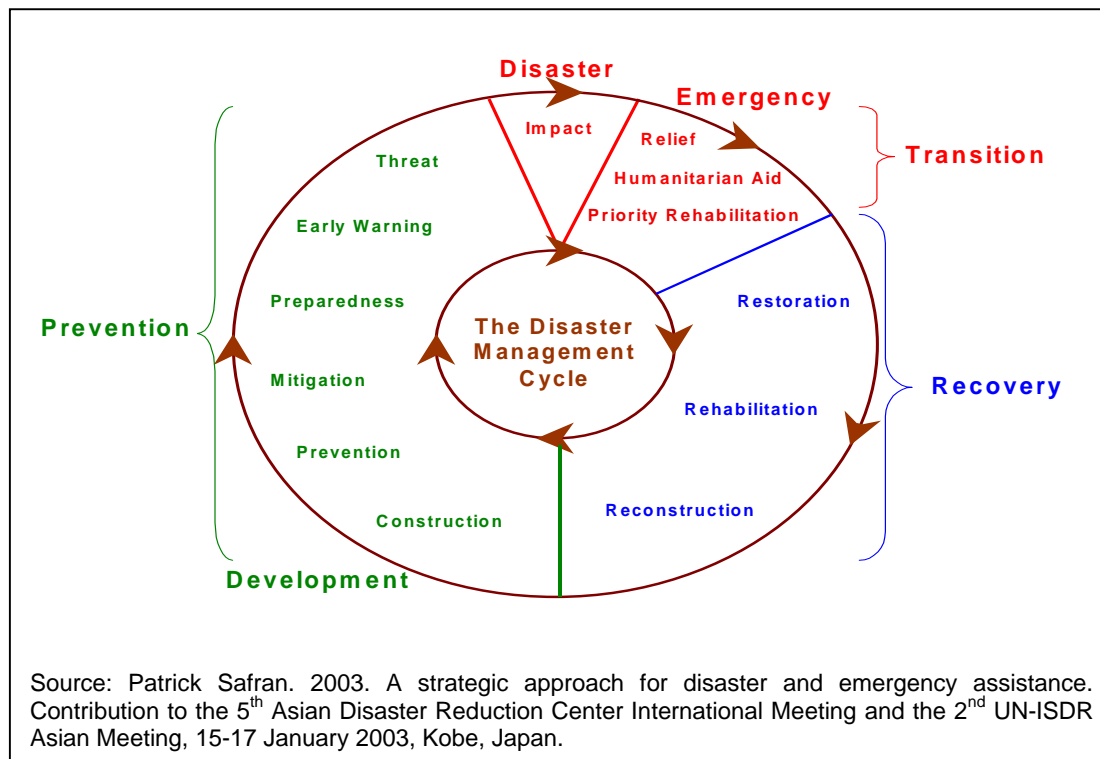 Disaster
Emergency
Impact
Relief
Transition
Threat
Humanitarian Aid
Priority Rehabilitation
Early Warning
Preparedness
Restoration
Prevention
The Disaster
Management
Cycle
Mitigation
Recovery
Rehabilitation
Prevention
Reconstruction
Construction
Development
Source: Patrick Safran. 2003. A strategic approach for disaster and emergency assistance.
Contribution to the 5th Asian Disaster Reduction Center International Meeting and the 2nd UN-ISDR
Asian Meeting, 15-17 January 2003, Kobe, Japan.